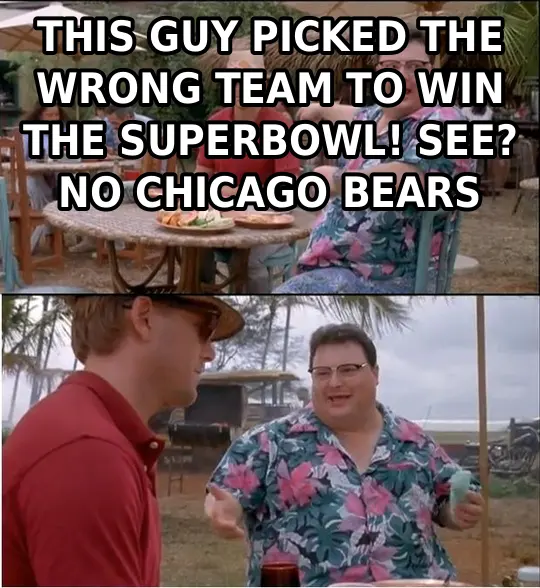 THIS GUY PICKED THE
WRONG TEAM TO WIN
THE SUPERBOWL! SEE?
NO CHICAGO BEARS